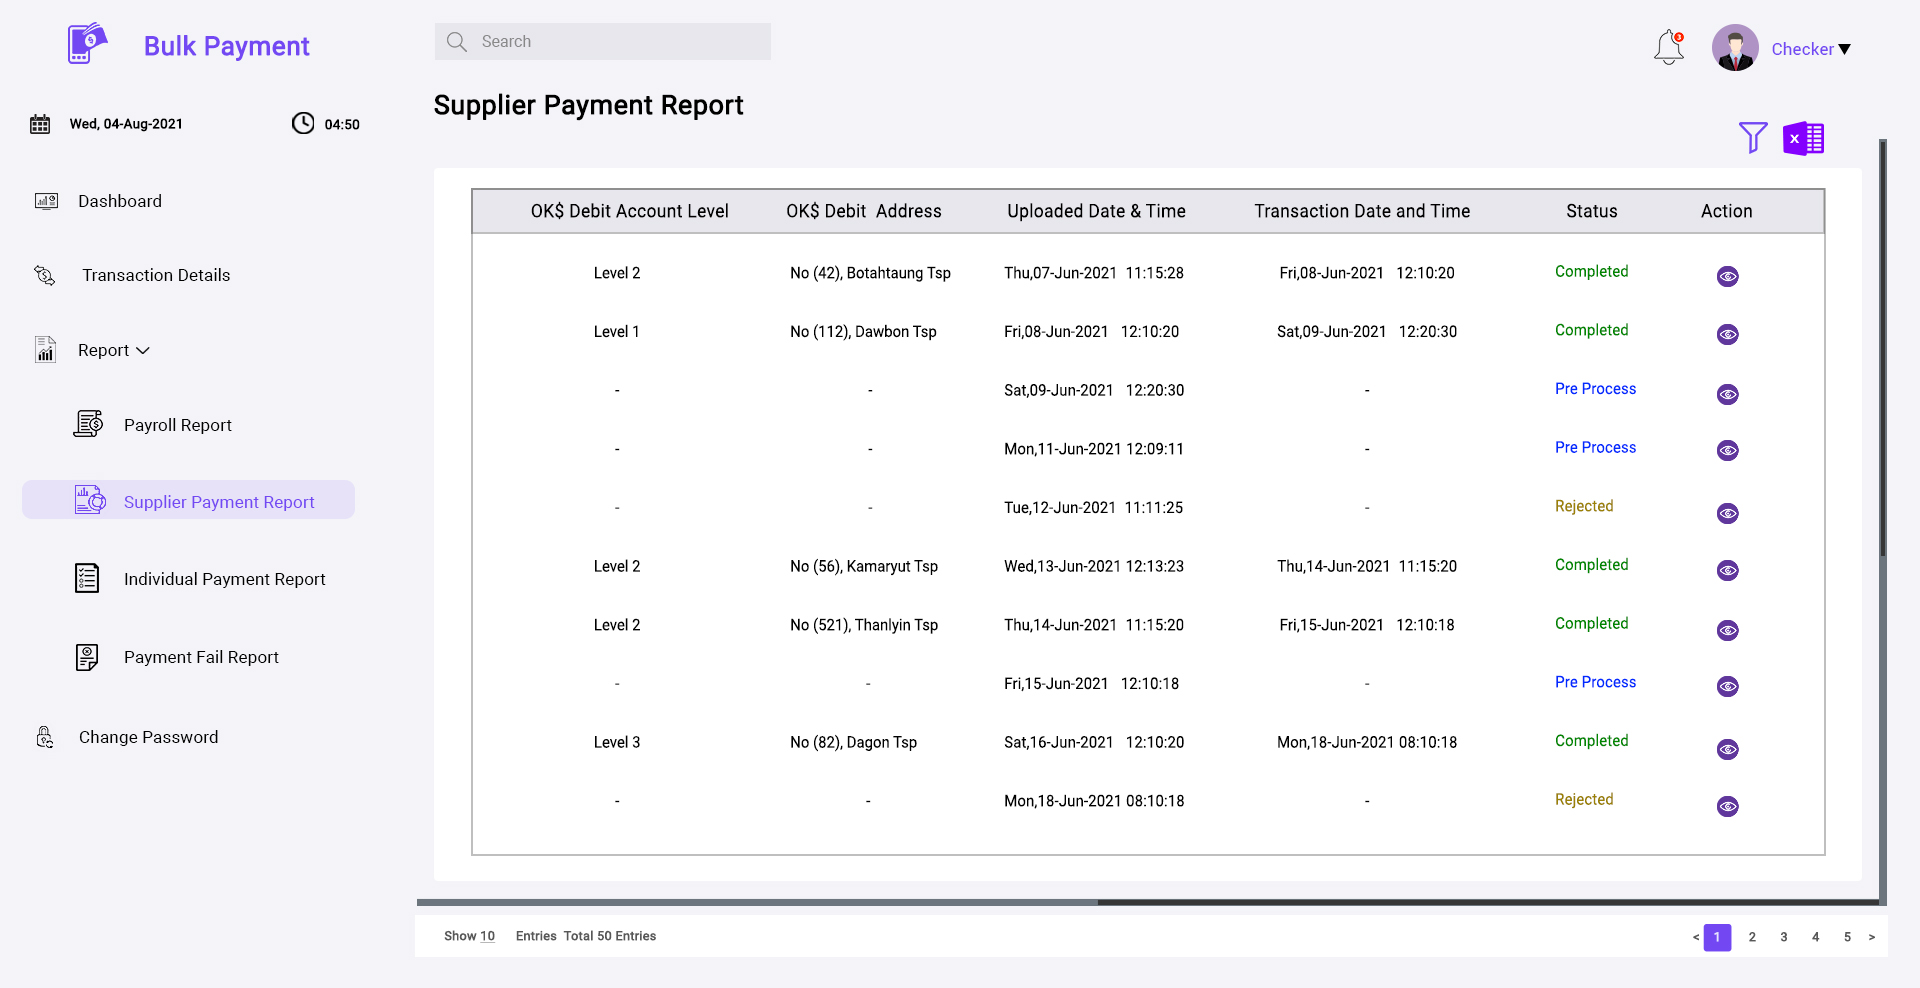 Bulk Payment
Search
3
Checker
Supplier Payment Report
Wed, 04-Aug-2021 04:50
Dashboard
Transaction Details
Report
Payroll Report
Supplier Payment Report
Individual Payment Report
Payment Fail Report
Change Password
OK$ Debit Account Level OK$ Debit  Address Uploaded Date & Time Transaction Date and Time Status Action
Level 2 No (42), Botahtaung Tsp Thu,07-Jun-2021  11:15:28 Fri,08-Jun-2021   12:10:20 Completed
Level 1 No (112), Dawbon Tsp Fri,08-Jun-2021   12:10:20 Sat,09-Jun-2021   12:20:30 Completed
- - Sat,09-Jun-2021   12:20:30 - Pre Process
- - Mon,11-Jun-2021 12:09:11 - Pre Process
- - Tue,12-Jun-2021  11:11:25 - Rejected
Level 2 No (56), Kamaryut Tsp Wed,13-Jun-2021 12:13:23 Thu,14-Jun-2021  11:15:20 Completed
Level 2 No (521), Thanlyin Tsp Thu,14-Jun-2021  11:15:20 Fri,15-Jun-2021   12:10:18 Completed
- - Fri,15-Jun-2021   12:10:18 - Pre Process
Level 3 No (82), Dagon Tsp Sat,16-Jun-2021   12:10:20 Mon,18-Jun-2021 08:10:18 Completed
- - Mon,18-Jun-2021 08:10:18 - Rejected
Show 10 Entries  Total 50 Entries
< 1 2 3 4 5 >